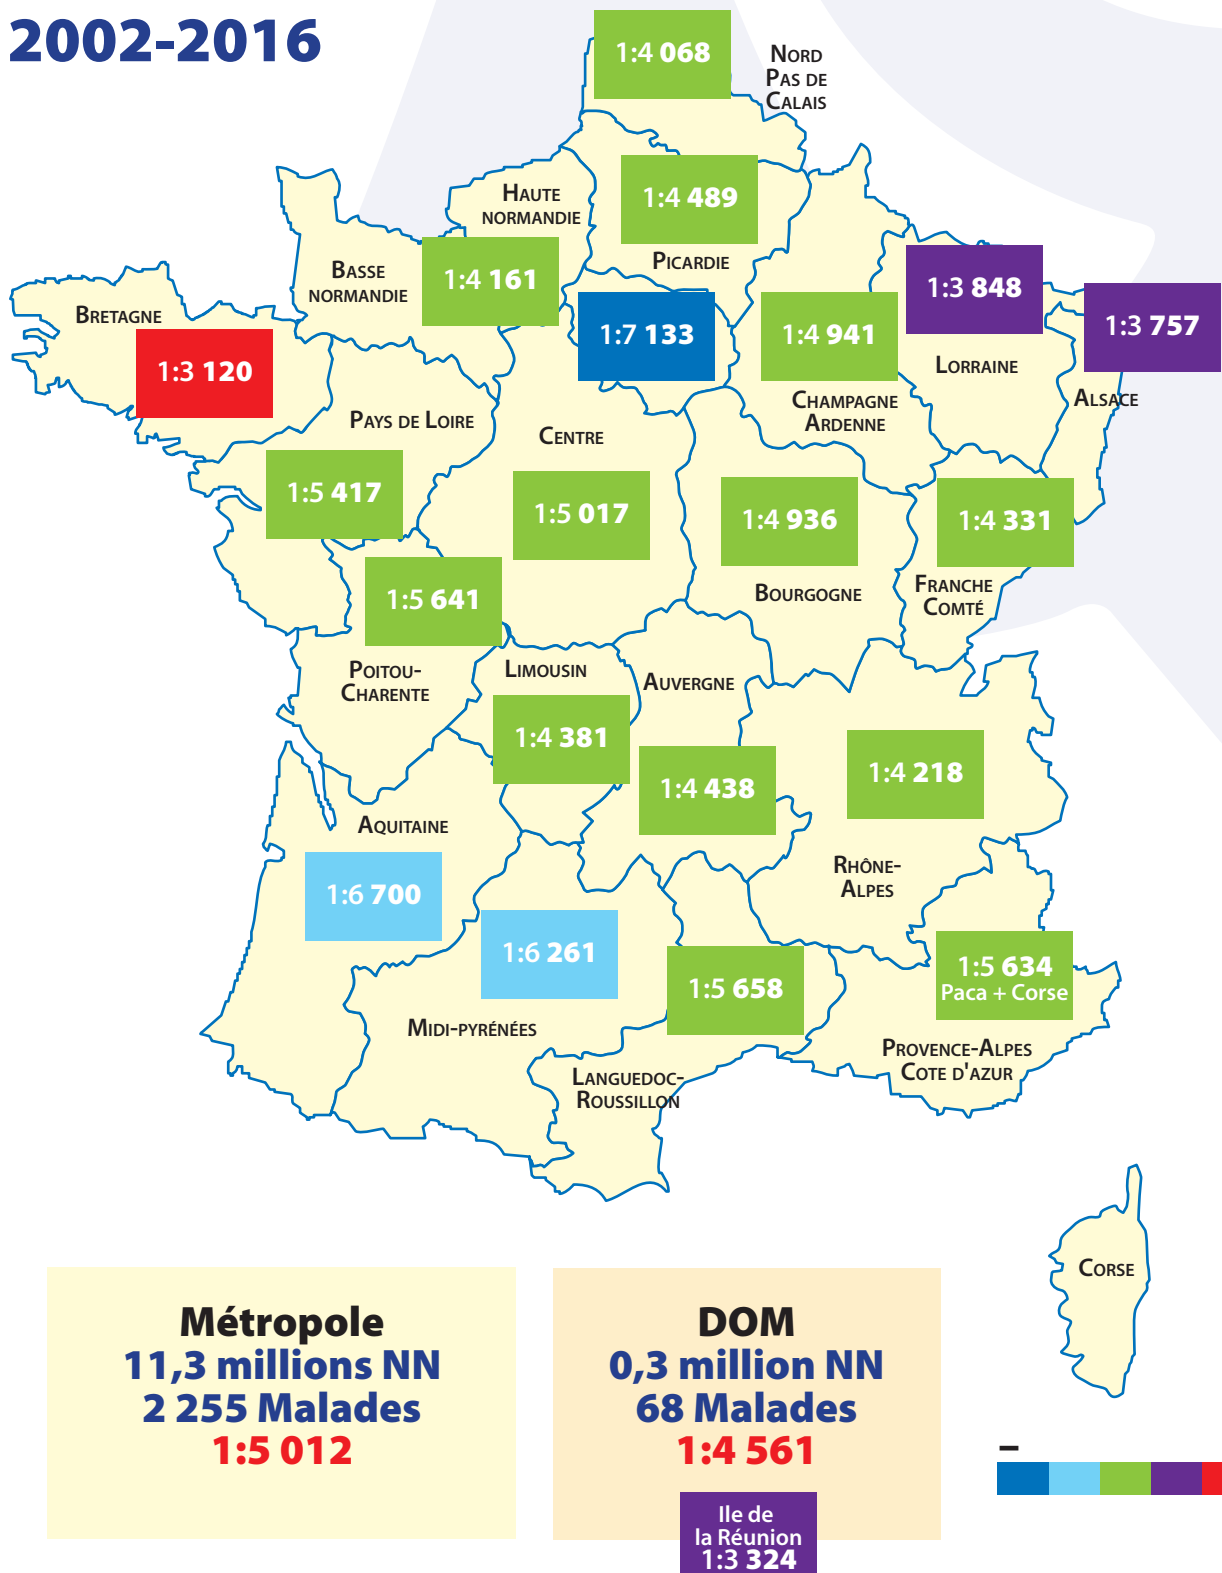 2002-2016
1:4 068
NORD
PAS DE
CALAIS
1:4 489
PICARDIE
HAUTE
NORMANDIE
BASSE
NORMANDIE
1:4 161
BRETAGNE
1:3 120
1:7 133
1:4 941
CHAMPAGNE
ARDENNE
1:3 848
LORRAINE
1:3 757
ALSACE
PAYS DE LOIRE
1:5 417
CENTRE
1:5 017
1:4 936
BOURGOGNE
1:4 331
FRANCHE
COMTÉ
1:5 641
POITOU-
CHARENTE
LIMOUSIN
1:4 381
AUVERGNE
1:4 438
1:4 218
RHÔNE-
ALPES
AQUITAINE
1:6 700
1:6 261
MIDI-PYRÉNÉES
1:5 658
LANGUEDOC-
ROUSSILLON
1:5 634
Paca + Corse
PROVENCE-ALPES
COTE D'AZUR
CORSE
Métropole
11,3 millions NN
2 255 Malades
1:5 012
DOM
0,3 million NN
68 Malades
1:4 561
Ile de
la Réunion
1:3 324
–